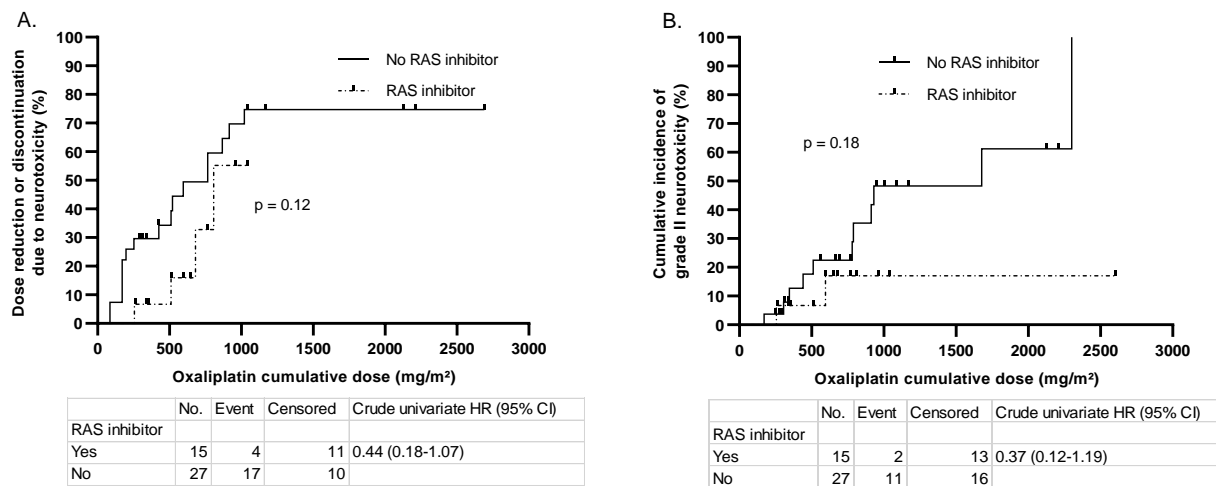 A.
Dose reduction or discontinuation
due to neurotoxicity (%)
100
90
80
70
60
50
40
30
20
10
0
No RAS inhibitor
RAS inhibitor
p = 0.12
0 500 1000 1500 2000 2500 3000
Oxaliplatin cumulative dose (mg/m²)
No. Event Censored Crude univariate HR (95% CI)
RAS inhibitor
Yes 15 4 11 0.44 (0.18-1.07)
No 27 17 10
B.
Cumulative incidence of
grade II neurotoxicity (%)
100
90
80
70
60
50
40
30
20
10
0
No RAS inhibitor
RAS inhibitor
p = 0.18
0 500 1000 1500 2000 2500 3000
Oxaliplatin cumulative dose (mg/m²)
No. Event Censored Crude univariate HR (95% CI)
RAS inhibitor
Yes 15 2 13 0.37 (0.12-1.19)
No 27 11 16